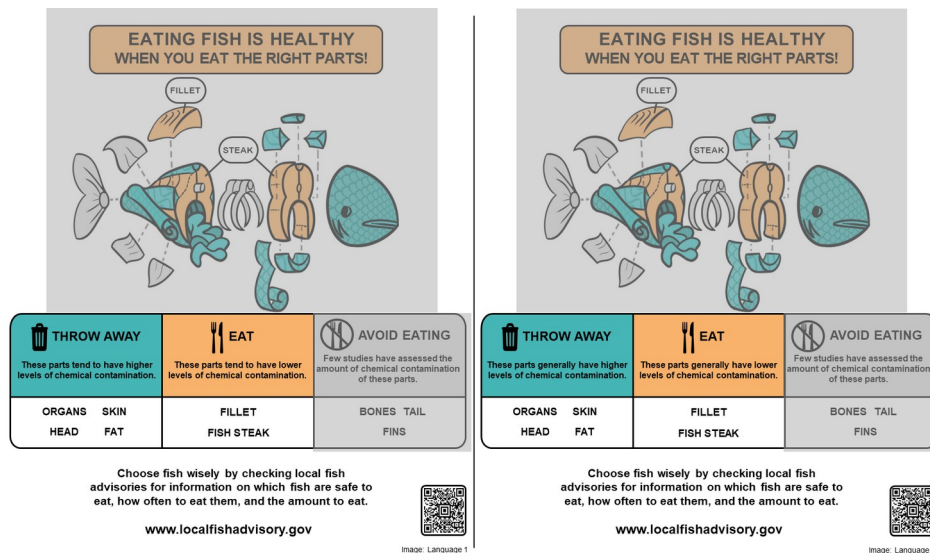 EATING FISH IS HEALTHY
WHEN YOU EAT THE RIGHT PARTS!
FILLET
STEAK
THROW AWAY
These parts tend to have higher
levels of chemical contamination.
ORGANS SKIN
HEAD FAT
EAT
These parts tend to have lower
levels of chemical contamination.
FILLET
FISH STEAK
AVOID EATING
Few studies have assessed the
amount of chemical contamination
of these parts.
BONES TAIL
FINS
Choose fish wisely by checking local fish
advisories for information on which fish are safe to
eat, how often to eat them, and the amount to eat.
www.localfishadvisory.gov
Image: Language 1
EATING FISH IS HEALTHY
WHEN YOU EAT THE RIGHT PARTS!
FILLET
STEAK
THROW AWAY
These parts generally have higher
levels of chemical contamination.
ORGANS SKIN
HEAD FAT
EAT
These parts generally have lower
levels of chemical contamination.
FILLET
FISH STEAK
AVOID EATING
Few studies have assessed the
amount of chemical contamination
of these parts.
BONES TAIL
FINS
Choose fish wisely by checking local fish
advisories for information on which fish are safe to
eat, how often to eat them, and the amount to eat.
www.localfishadvisory.gov
Image: Language